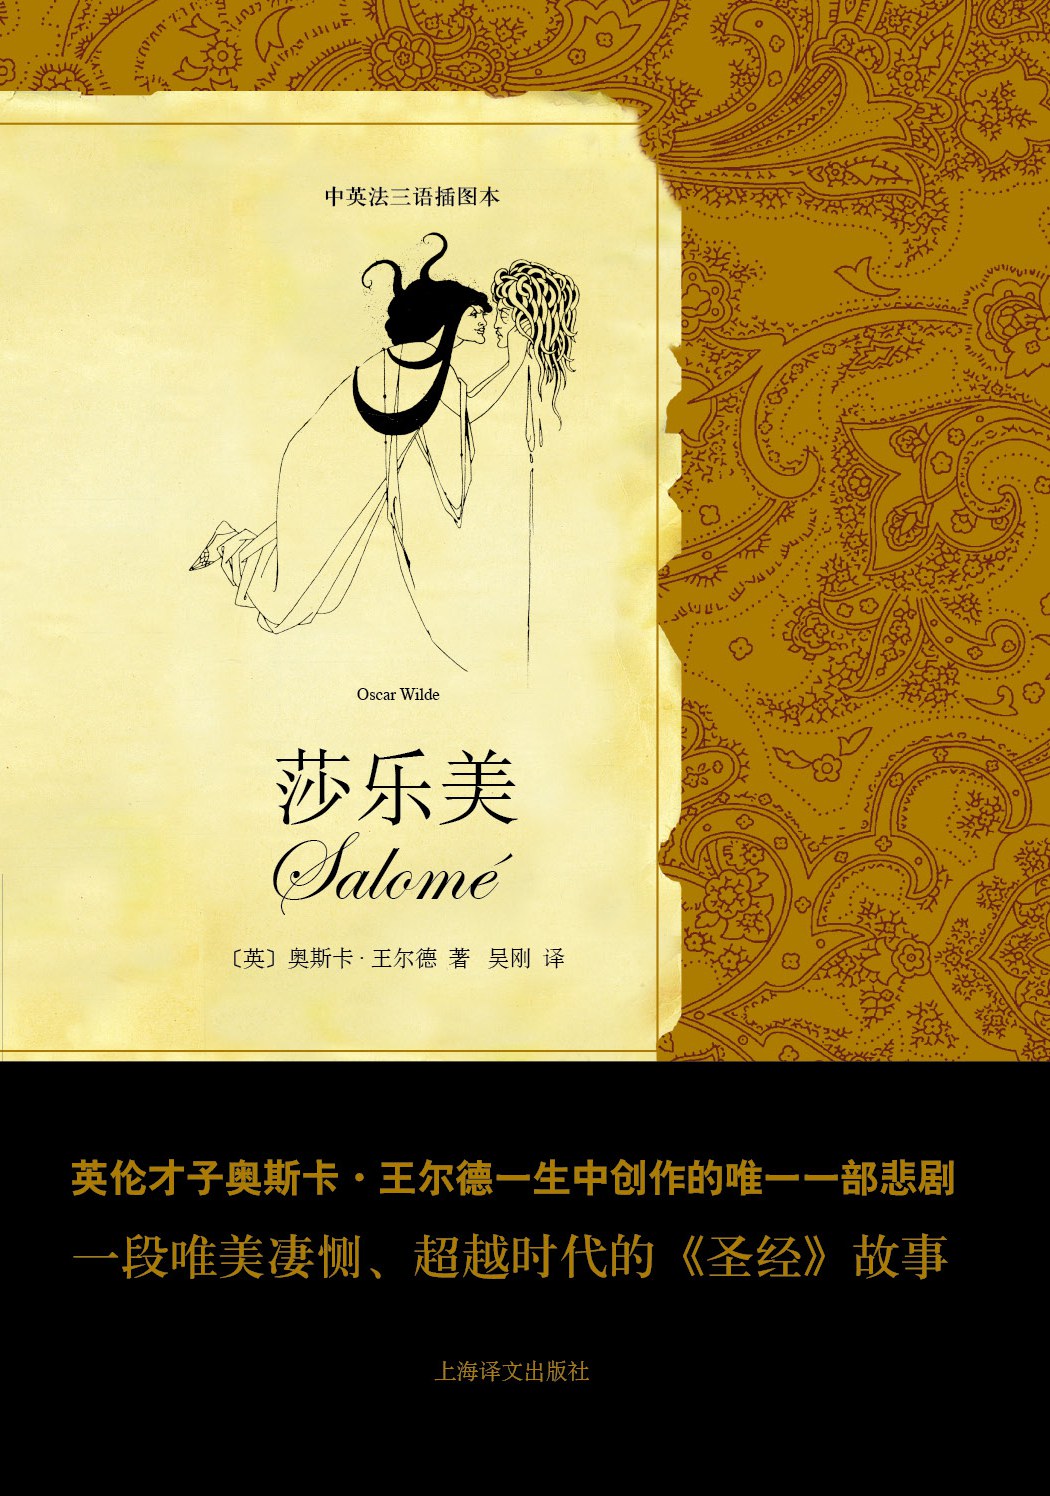 中英法三语插图本
Oscar Wilde
莎乐美
Salomé
〔英〕奥斯卡·王尔德 著 吴刚 译
英伦才子奥斯卡·王尔德一生中创作的唯一一部悲剧
一段唯美凄恻、超越时代的《圣经》故事
上海译文出版社